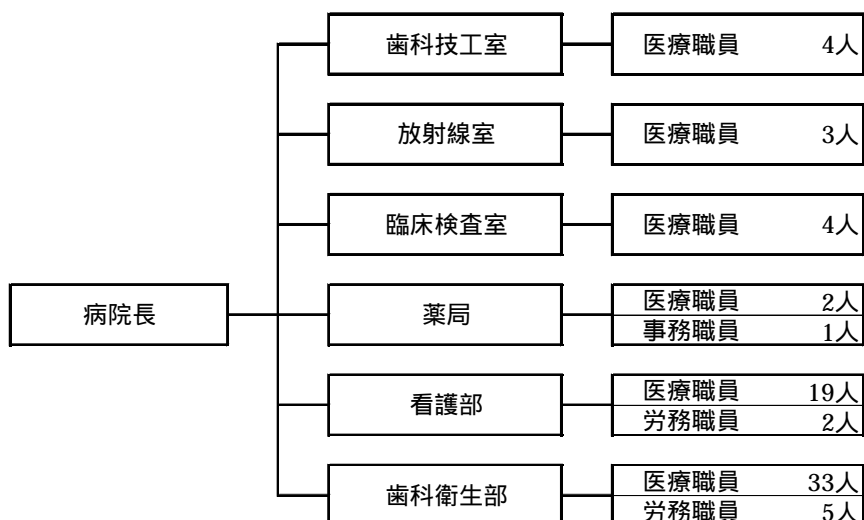 歯科技工室 医療職員 4人
放射線室 医療職員 3人
臨床検査室 医療職員 4人
病院長 薬局 医療職員 2人
事務職員 1人
看護部 医療職員 19人
労務職員 2人
歯科衛生部 医療職員 33人
労務職員 5人